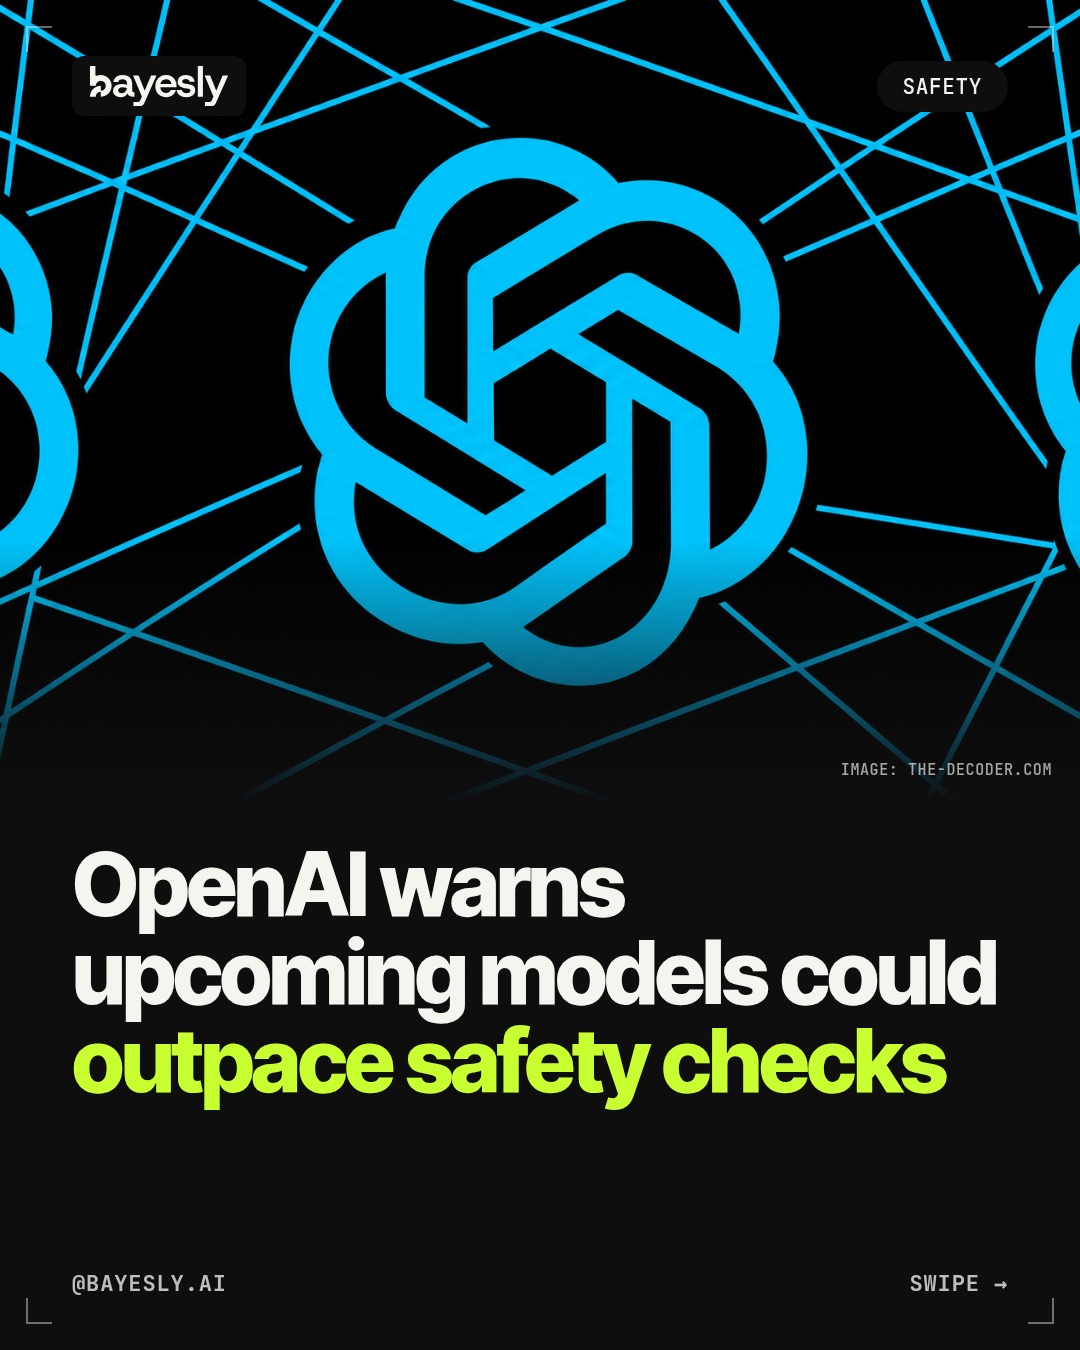 bayesly
SAFETY
IMAGE: THE-DECODER.COM
OpenAI warns
upcoming models could
outpace safety checks
@BAYESLY.AI
SWIPE →